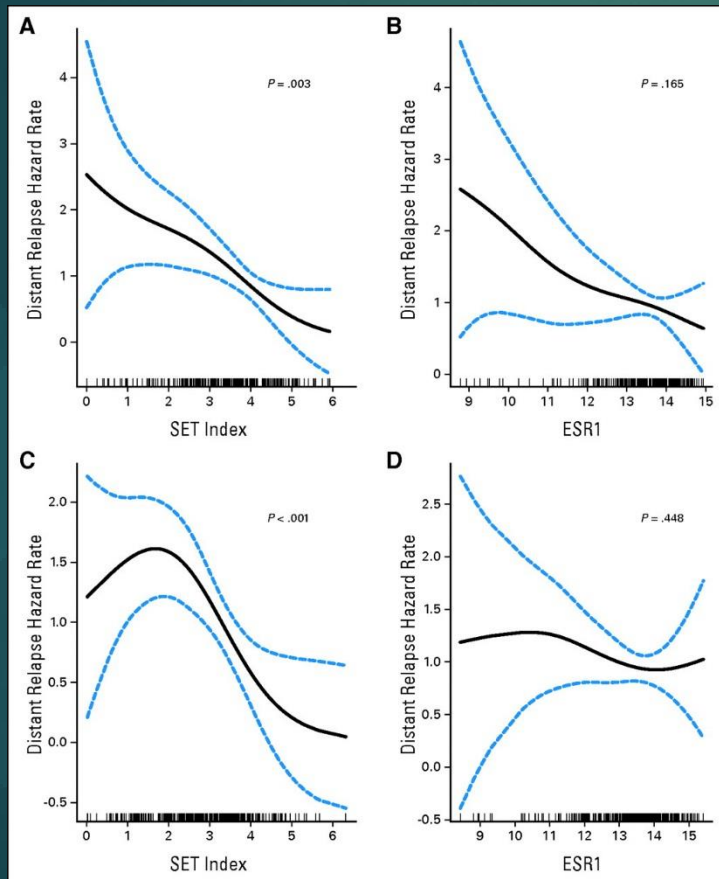 A
P = .003
Distant Relapse Hazard Rate
4
3
2
1
0
0 1 2 3 4 5 6
SET Index
B
P = .165
Distant Relapse Hazard Rate
4
3
2
1
0
9 10 11 12 13 14 15
ESR1
C
P < .001
Distant Relapse Hazard Rate
2.0
1.5
1.0
0.5
0.0
-0.5
0 1 2 3 4 5 6
SET Index
D
P = .448
Distant Relapse Hazard Rate
2.5
2.0
1.5
1.0
0.5
0.0
-0.5
9 10 11 12 13 14 15
ESR1